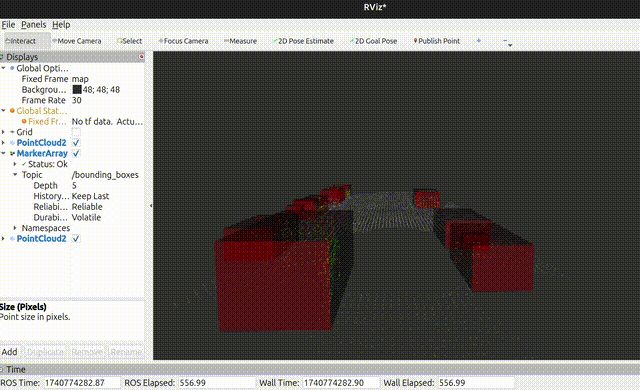 RViz*
File Panels Help
Interact Move Camera Select Focus Camera Measure 2D Pose Estimate 2D Goal Pose Publish Point
Displays
Global Opti...
Fixed Frame map
Backgrou... 48; 48; 48
Frame Rate 30
Global Stat...
Fixed Fr... No tf data. Actu...
Grid
PointCloud2
MarkerArray
Status: Ok
Topic /bounding_boxes
Depth 5
History... Keep Last
Reliabi... Reliable
Durabi... Volatile
Namespaces
PointCloud2
Size (Pixels)
Point size in pixels.
Add Duplicate Remove Rename
Time
ROS Time: 1740774282.87 ROS Elapsed: 556.99 Wall Time: 1740774282.90 Wall Elapsed: 556.99